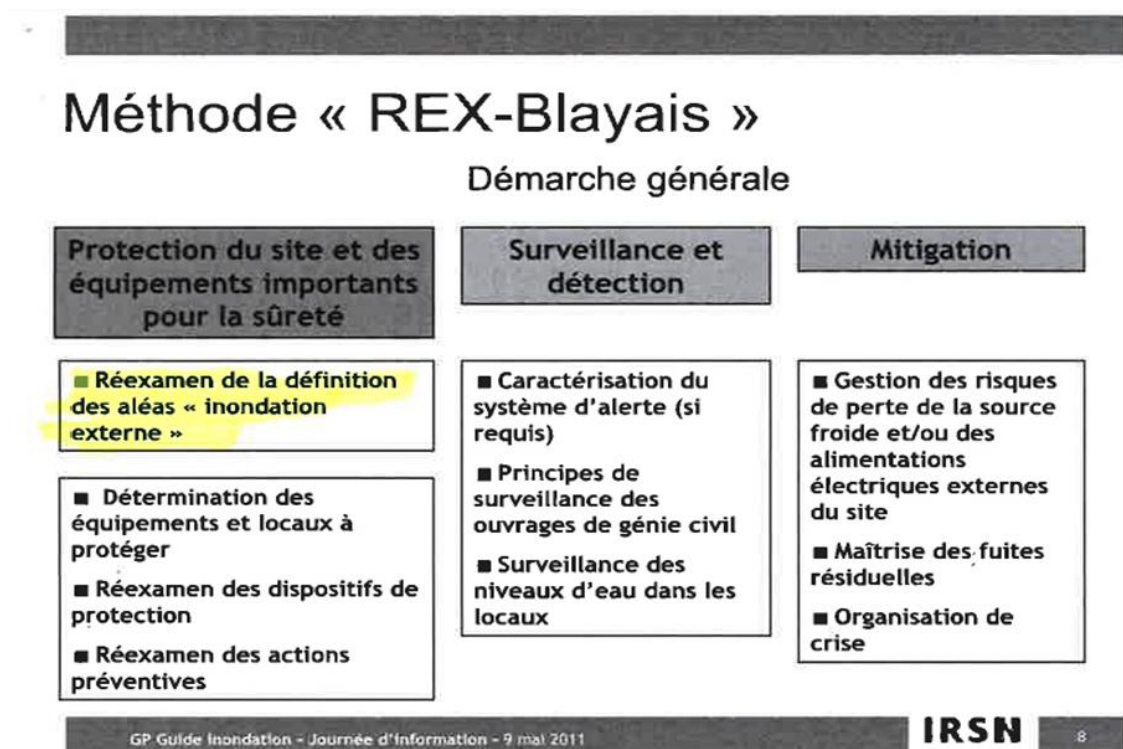 Méthode « REX-Blayais »
Démarche générale
Protection du site et des
équipements importants
pour la sûreté
■ Réexamen de la définition
des aléas « inondation
externe »
■ Détermination des
équipements et locaux à
protéger
■ Réexamen des dispositifs de
protection
■ Réexamen des actions
préventives
Surveillance et
détection
■ Caractérisation du
système d'alerte (si
requis)
■ Principes de
surveillance des
ouvrages de génie civil
■ Surveillance des
niveaux d'eau dans les
locaux
Mitigation
■ Gestion des risques
de perte de la source
froide et/ou des
alimentations
électriques externes
du site
■ Maîtrise des fuites
résiduelles
■ Organisation de
crise
GP Guide Inondation - Journée d'information - 9 mai 2011
IRSN
8